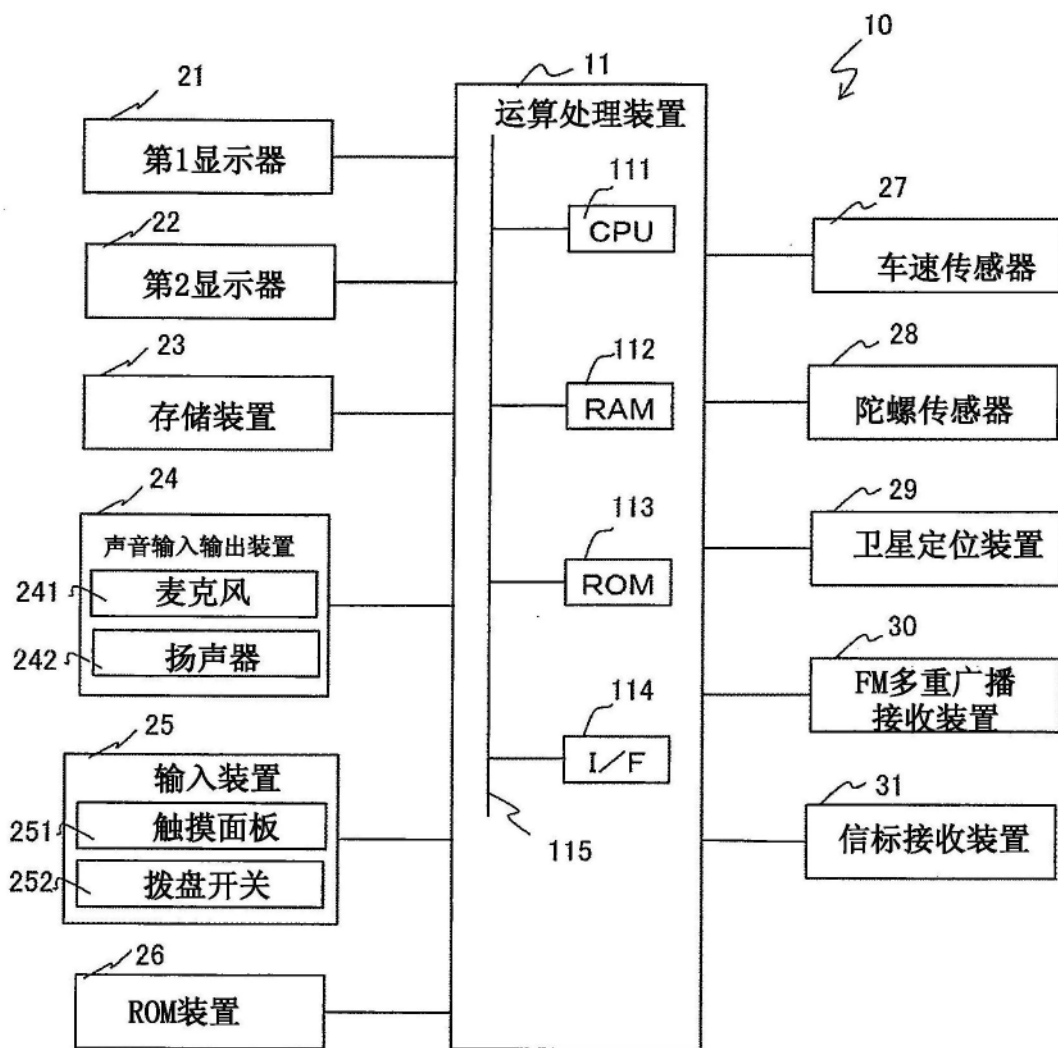 10
11
运算处理装置
111
CPU
112
RAM
113
ROM
114
I/F
115
21
第1显示器
22
第2显示器
23
存储装置
24
声音输入输出装置
241
麦克风
242
扬声器
25
输入装置
251
触摸面板
252
拨盘开关
26
ROM装置
27
车速传感器
28
陀螺传感器
29
卫星定位装置
30
FM多重广播
接收装置
31
信标接收装置